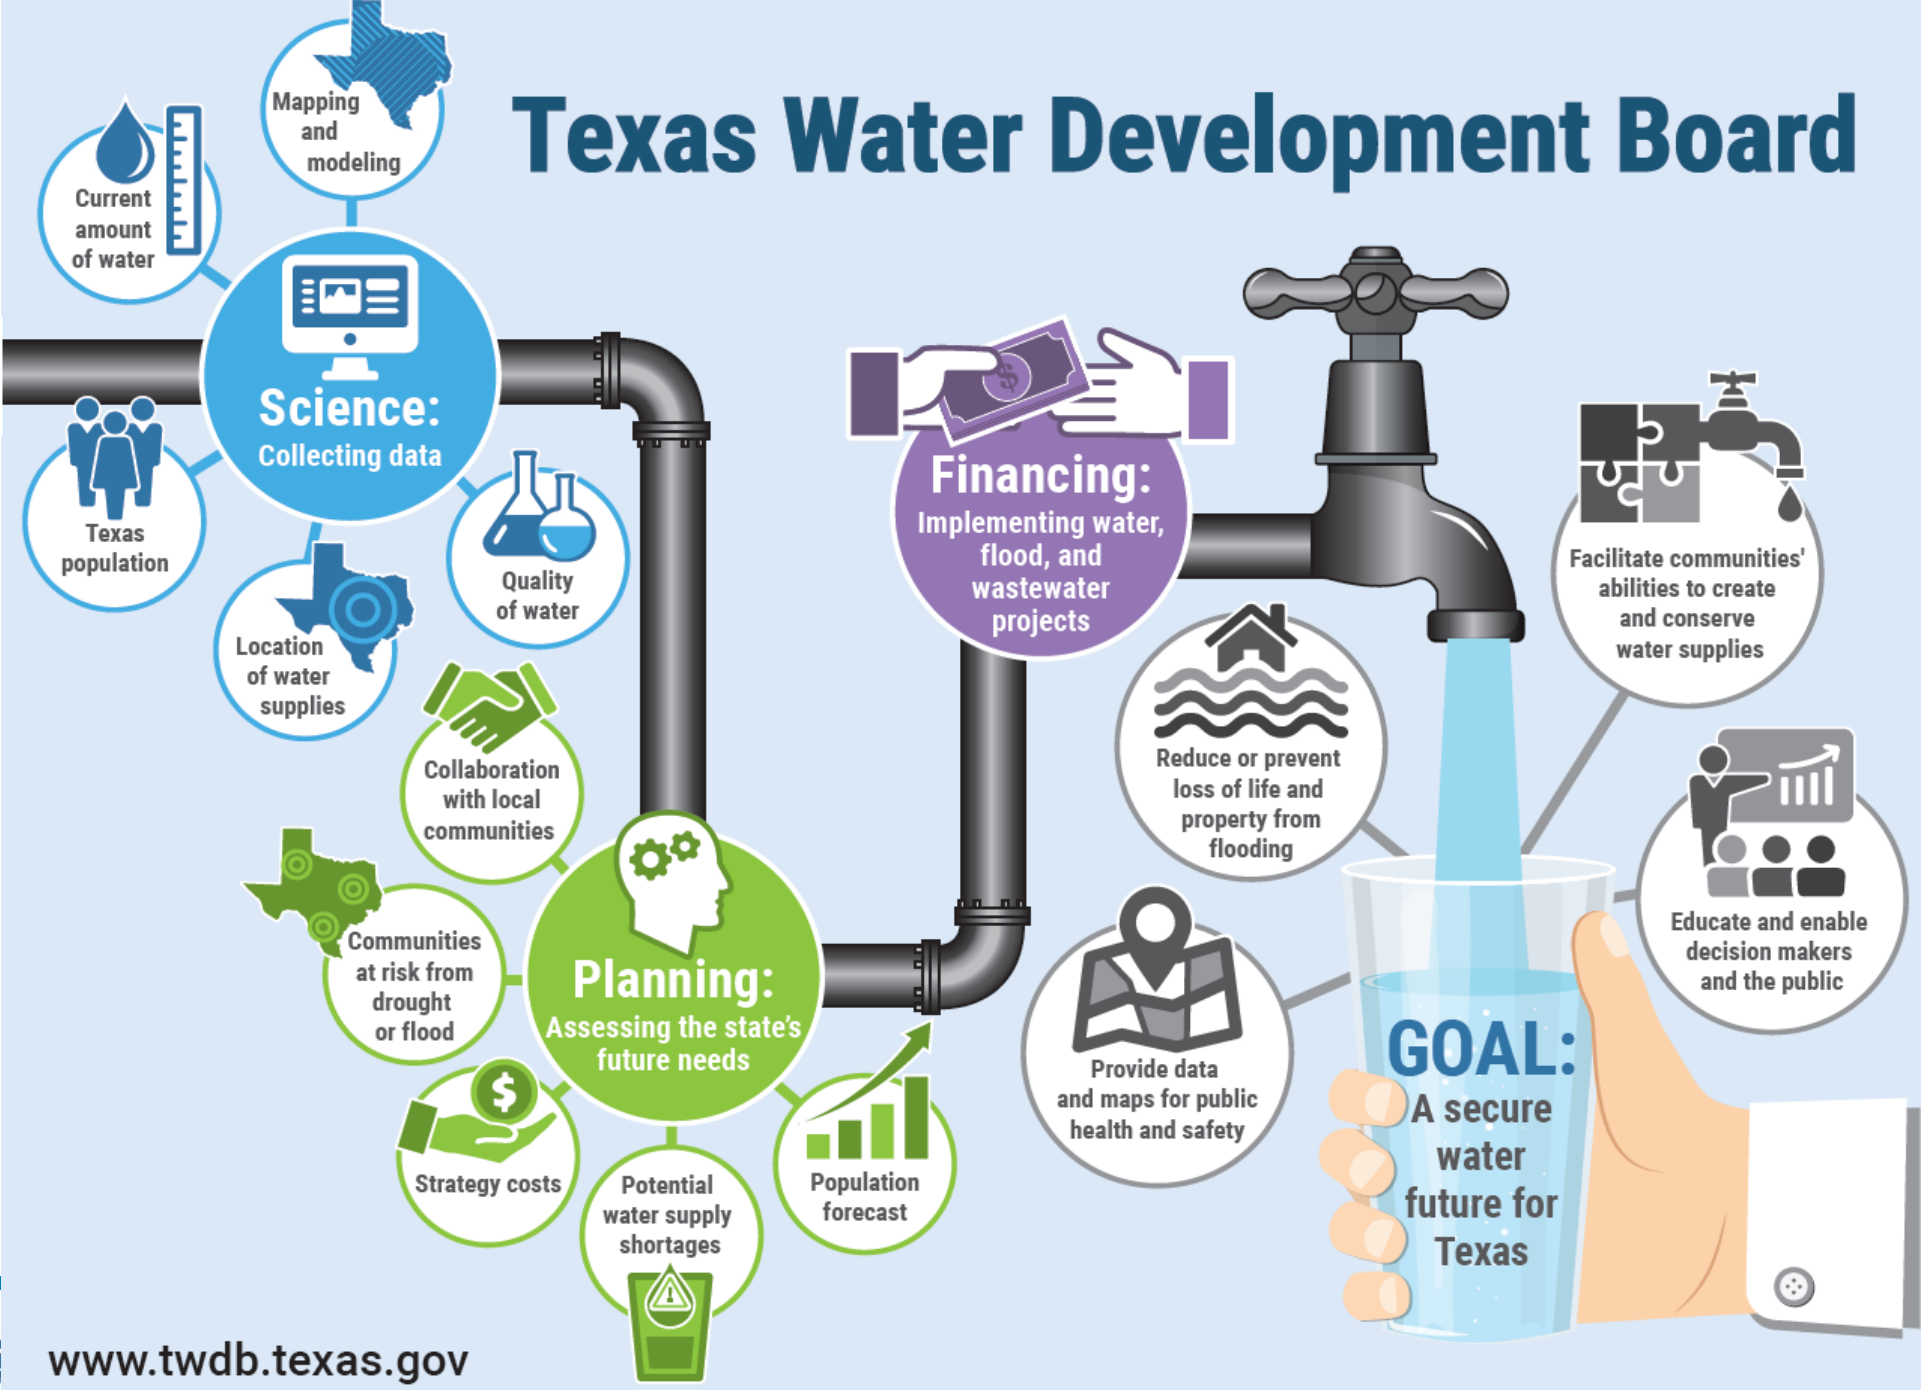 Texas Water Development Board
Mapping
and
modeling
Current
amount
of water
Science:
Collecting data
Texas
population
Location
of water
supplies
Quality
of water
Collaboration
with local
communities
Communities
at risk from
drought
or flood
Planning:
Assessing the state's
future needs
$
Strategy costs
Potential
water supply
shortages
Population
forecast
$
Financing:
Implementing water,
flood, and
wastewater
projects
Facilitate communities'
abilities to create
and conserve
water supplies
Reduce or prevent
loss of life and
property from
flooding
Educate and enable
decision makers
and the public
Provide data
and maps for public
health and safety
GOAL:
A secure
water
future for
Texas
www.twdb.texas.gov